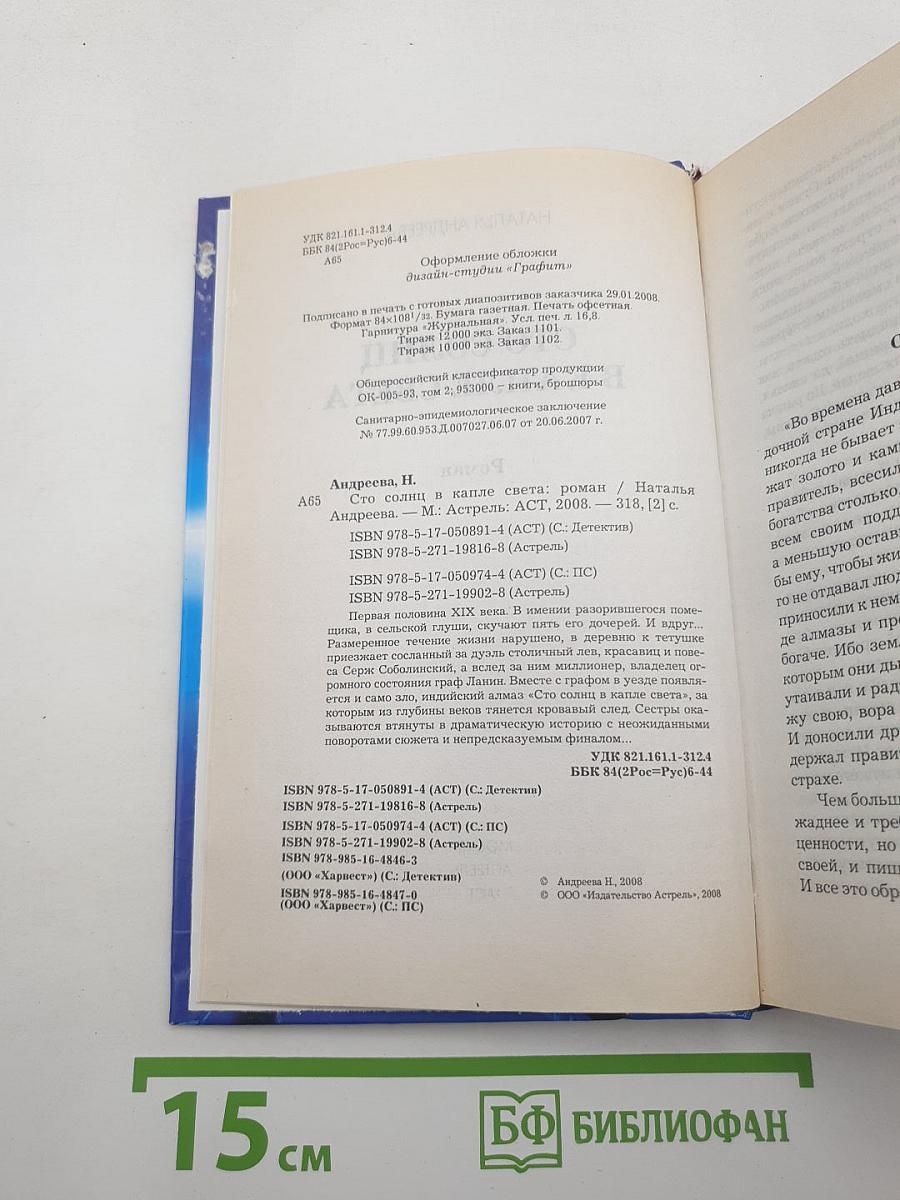 УДК 821.161.1-312.4
ББК 84(2Рос=Рус)6-44
А65
Оформление обложки
дизайн-студии «Графит»
Подписано в печать с готовых диапозитивов заказчика 29.01.2008.
Формат 84×108¹/32. Бумага газетная. Печать офсетная.
Гарнитура «Журнальная». Усл. печ. л. 16,8.
Тираж 12 000 экз. Заказ 1101.
Тираж 10 000 экз. Заказ 1102.
Общероссийский классификатор продукции
ОК-005-93, том 2; 953000 – книги, брошюры
Санитарно-эпидемиологическое заключение
№ 77.99.60.953.Д.007027.06.07 от 20.06.2007 г.
Андреева, Н.
А65 Сто солнц в капле света: роман / Наталья
Андреева. — М.: Астрель: АСТ, 2008. — 318, [2] с.
ISBN 978-5-17-050891-4 (АСТ) (С.: Детектив)
ISBN 978-5-271-19816-8 (Астрель)
ISBN 978-5-17-050974-4 (АСТ) (С.: ПС)
ISBN 978-5-271-19902-8 (Астрель)
Первая половина XIX века. В имении разорившегося поме-
щика, в сельской глуши, скучают пять его дочерей. И вдруг...
Размеренное течение жизни нарушено, в деревню к тетушке
приезжает сосланный за дуэль столичный лев, красавиц и пове-
са Серж Соболинский, а вслед за ним миллионер, владелец ог-
ромного состояния граф Ланин. Вместе с графом в уезде появля-
ется и само зло, индийский алмаз «Сто солнц в капле света», за
которым из глубины веков тянется кровавый след. Сестры ока-
зываются втянуты в драматическую историю с неожиданными
поворотами сюжета и непредсказуемым финалом...
УДК 821.161.1-312.4
ББК 84(2Рос=Рус)6-44
ISBN 978-5-17-050891-4 (АСТ) (С.: Детектив)
ISBN 978-5-271-19816-8 (Астрель)
ISBN 978-5-17-050974-4 (АСТ) (С.: ПС)
ISBN 978-5-271-19902-8 (Астрель)
ISBN 978-985-16-4846-3
(ООО «Харвест») (С.: Детектив)
ISBN 978-985-16-4847-0
(ООО «Харвест») (С.: ПС)
© Андреева Н., 2008
© ООО «Издательство Астрель», 2008
«Во времена дав
дочной стране Инд
никогда не бывает
жат золото и кам
правитель, всесил
богатства столько,
всем своим подд
а меньшую остав
бы ему, чтобы жи
го не отдавал люд
приносили к нем
де алмазы и пре
богаче. Ибо зем
которым они ды
утаивали и рад
жу свою, вора
И доносили др
держал правит
страхе.
Чем больш
жаднее и треб
ценности, но
своей, и пищ
И все это обр
15 см
БФ БИБЛИОФАН